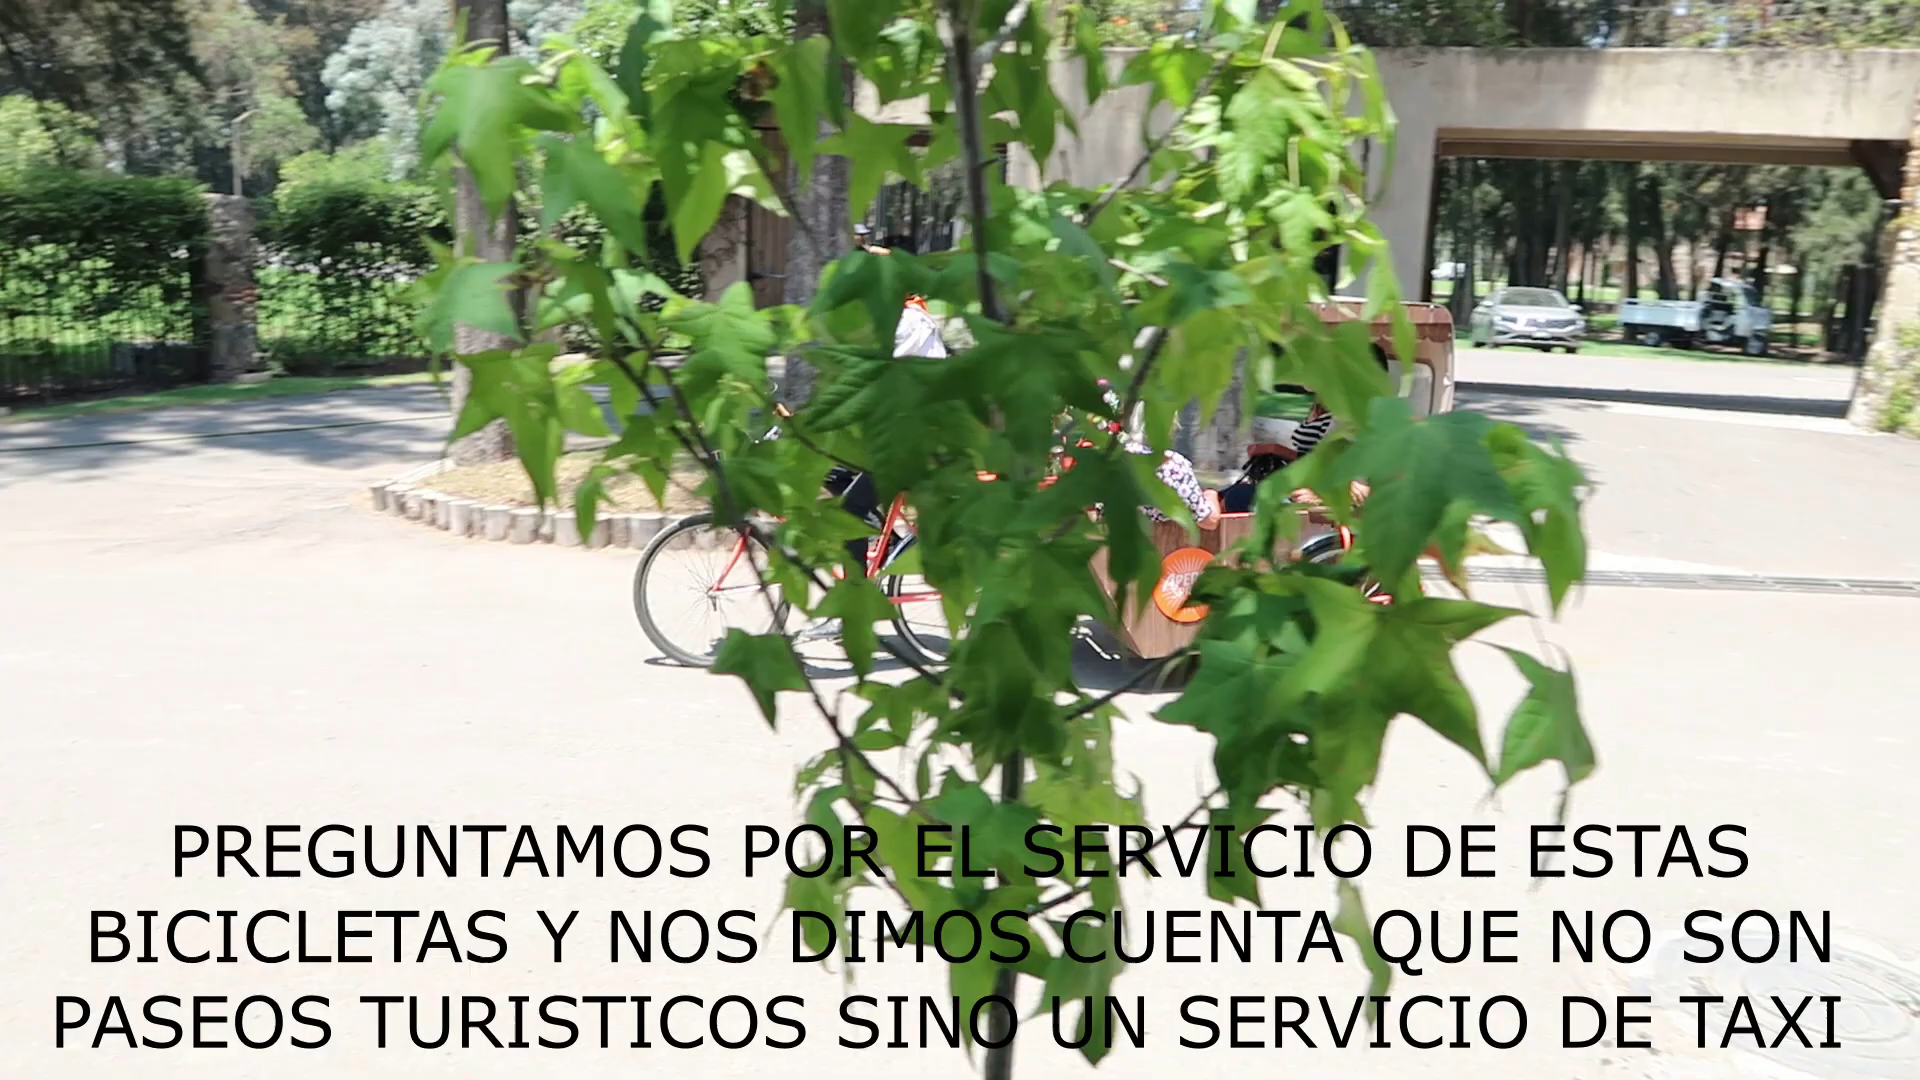 APER
PREGUNTAMOS POR EL SERVICIO DE ESTAS
BICICLETAS Y NOS DIMOS CUENTA QUE NO SON
PASEOS TURISTICOS SINO UN SERVICIO DE TAXI